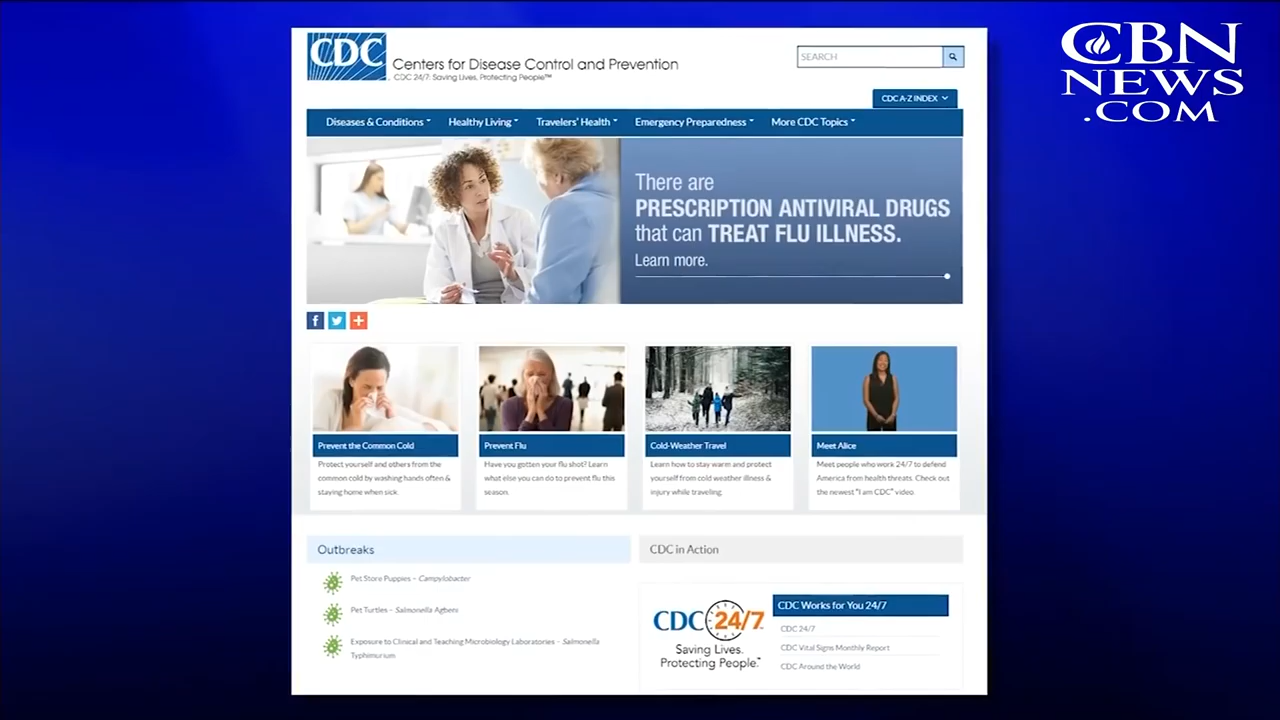 CBN
NEWS
.COM
CDC
Centers for Disease Control and Prevention
CDC 24/7: Saving Lives, Protecting People™
SEARCH
CDC A-Z INDEX
Diseases & Conditions
Healthy Living
Travelers' Health
Emergency Preparedness
More CDC Topics
There are
PRESCRIPTION ANTIVIRAL DRUGS
that can TREAT FLU ILLNESS.
Learn more.
Prevent the Common Cold
Protect yourself and others from the
common cold by washing hands often &
staying home when sick.
Prevent Flu
Have you gotten your flu shot? Learn
what else you can do to prevent flu this
season.
Cold-Weather Travel
Learn how to stay warm and protect
yourself from cold weather illness &
injury while traveling.
Meet Alice
Meet people who work 24/7 to defend
America from health threats. Check out
the newest "I am CDC" video.
Outbreaks
Pet Store Puppies – Campylobacter
Pet Turtles – Salmonella Agbeni
Exposure to Clinical and Teaching Microbiology Laboratories – Salmonella
Typhimurium
CDC in Action
CDC 24/7
Saving Lives.
Protecting People.™
CDC Works for You 24/7
CDC 24/7
CDC Vital Signs Monthly Report
CDC Around the World